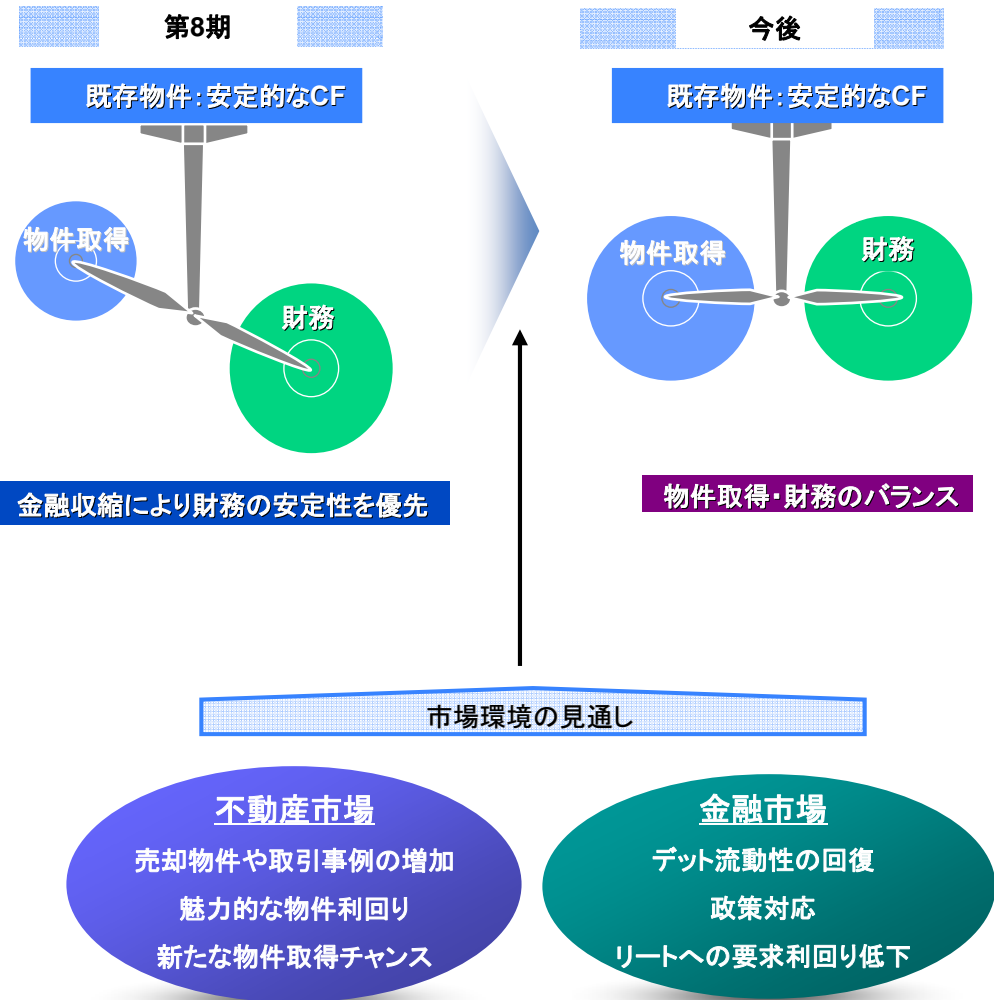 第8期
今後
既存物件：安定的なCF
既存物件：安定的なCF
物件取得
財務
物件取得
財務
金融収縮により財務の安定性を優先
物件取得・財務のバランス
市場環境の見通し
不動産市場
売却物件や取引事例の増加
魅力的な物件利回り
新たな物件取得チャンス
金融市場
デット流動性の回復
政策対応
リートへの要求利回り低下